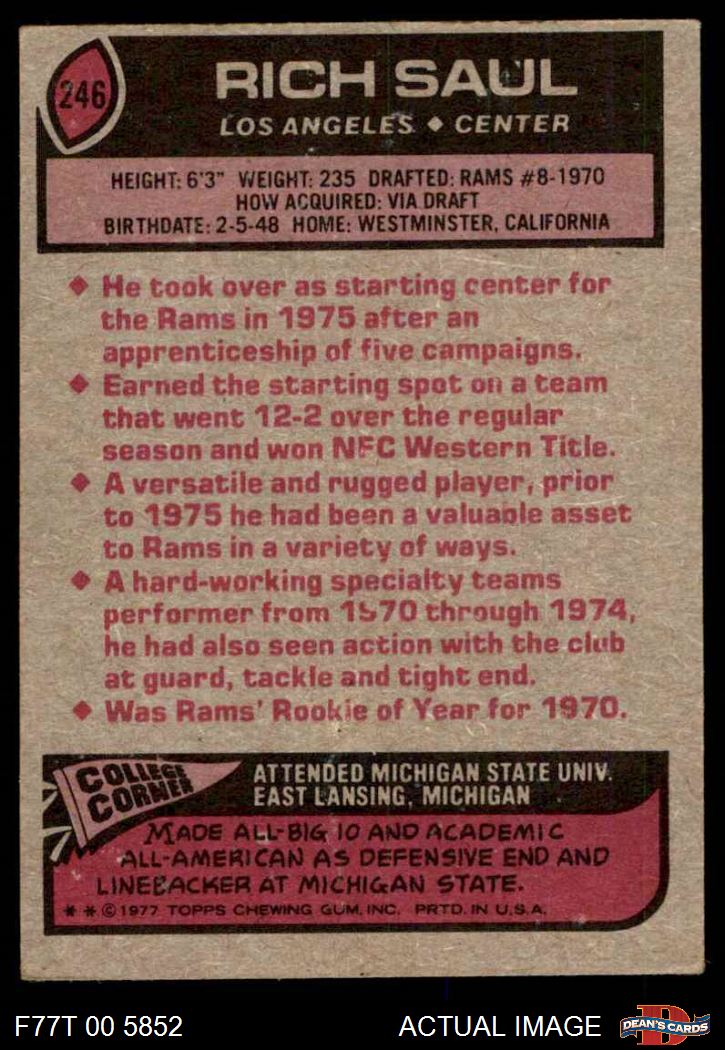 246
RICH SAUL
LOS ANGELES ◆ CENTER
HEIGHT: 6'3" WEIGHT: 235 DRAFTED: RAMS #8-1970
HOW ACQUIRED: VIA DRAFT
BIRTHDATE: 2-5-48 HOME: WESTMINSTER, CALIFORNIA
◆ He took over as starting center for
the Rams in 1975 after an
apprenticeship of five campaigns.
◆ Earned the starting spot on a team
that went 12-2 over the regular
season and won NFC Western Title.
◆ A versatile and rugged player, prior
to 1975 he had been a valuable asset
to Rams in a variety of ways.
◆ A hard-working specialty teams
performer from 1970 through 1974,
he had also seen action with the club
at guard, tackle and tight end.
◆ Was Rams' Rookie of Year for 1970.
COLLEGE
CORNER
ATTENDED MICHIGAN STATE UNIV.
EAST LANSING, MICHIGAN
MADE ALL-BIG 10 AND ACADEMIC
ALL-AMERICAN AS DEFENSIVE END AND
LINEBACKER AT MICHIGAN STATE.
* * © 1977 TOPPS CHEWING GUM, INC. PRTD. IN U.S.A.
F77T 00 5852
ACTUAL IMAGE
D
DEAN'S CARDS